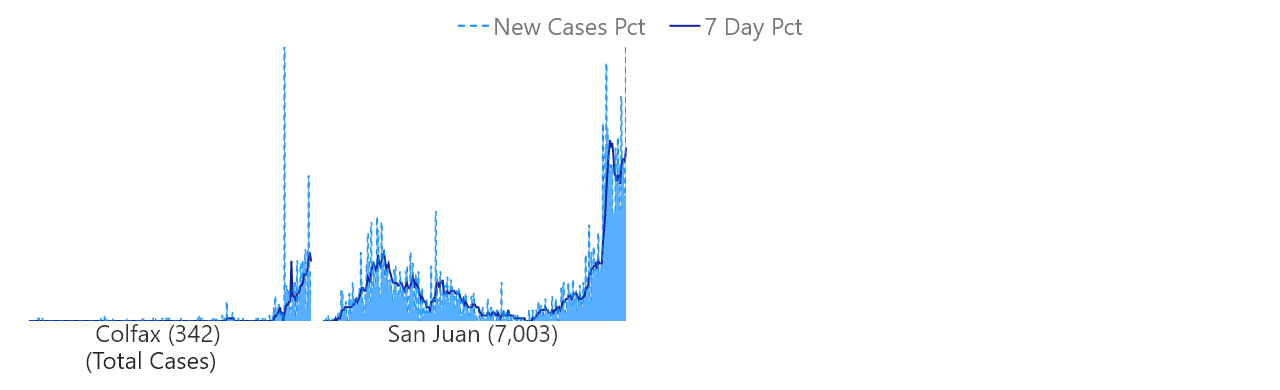 New Cases Pct 7 Day Pct
Colfax (342) San Juan (7,003)
(Total Cases)